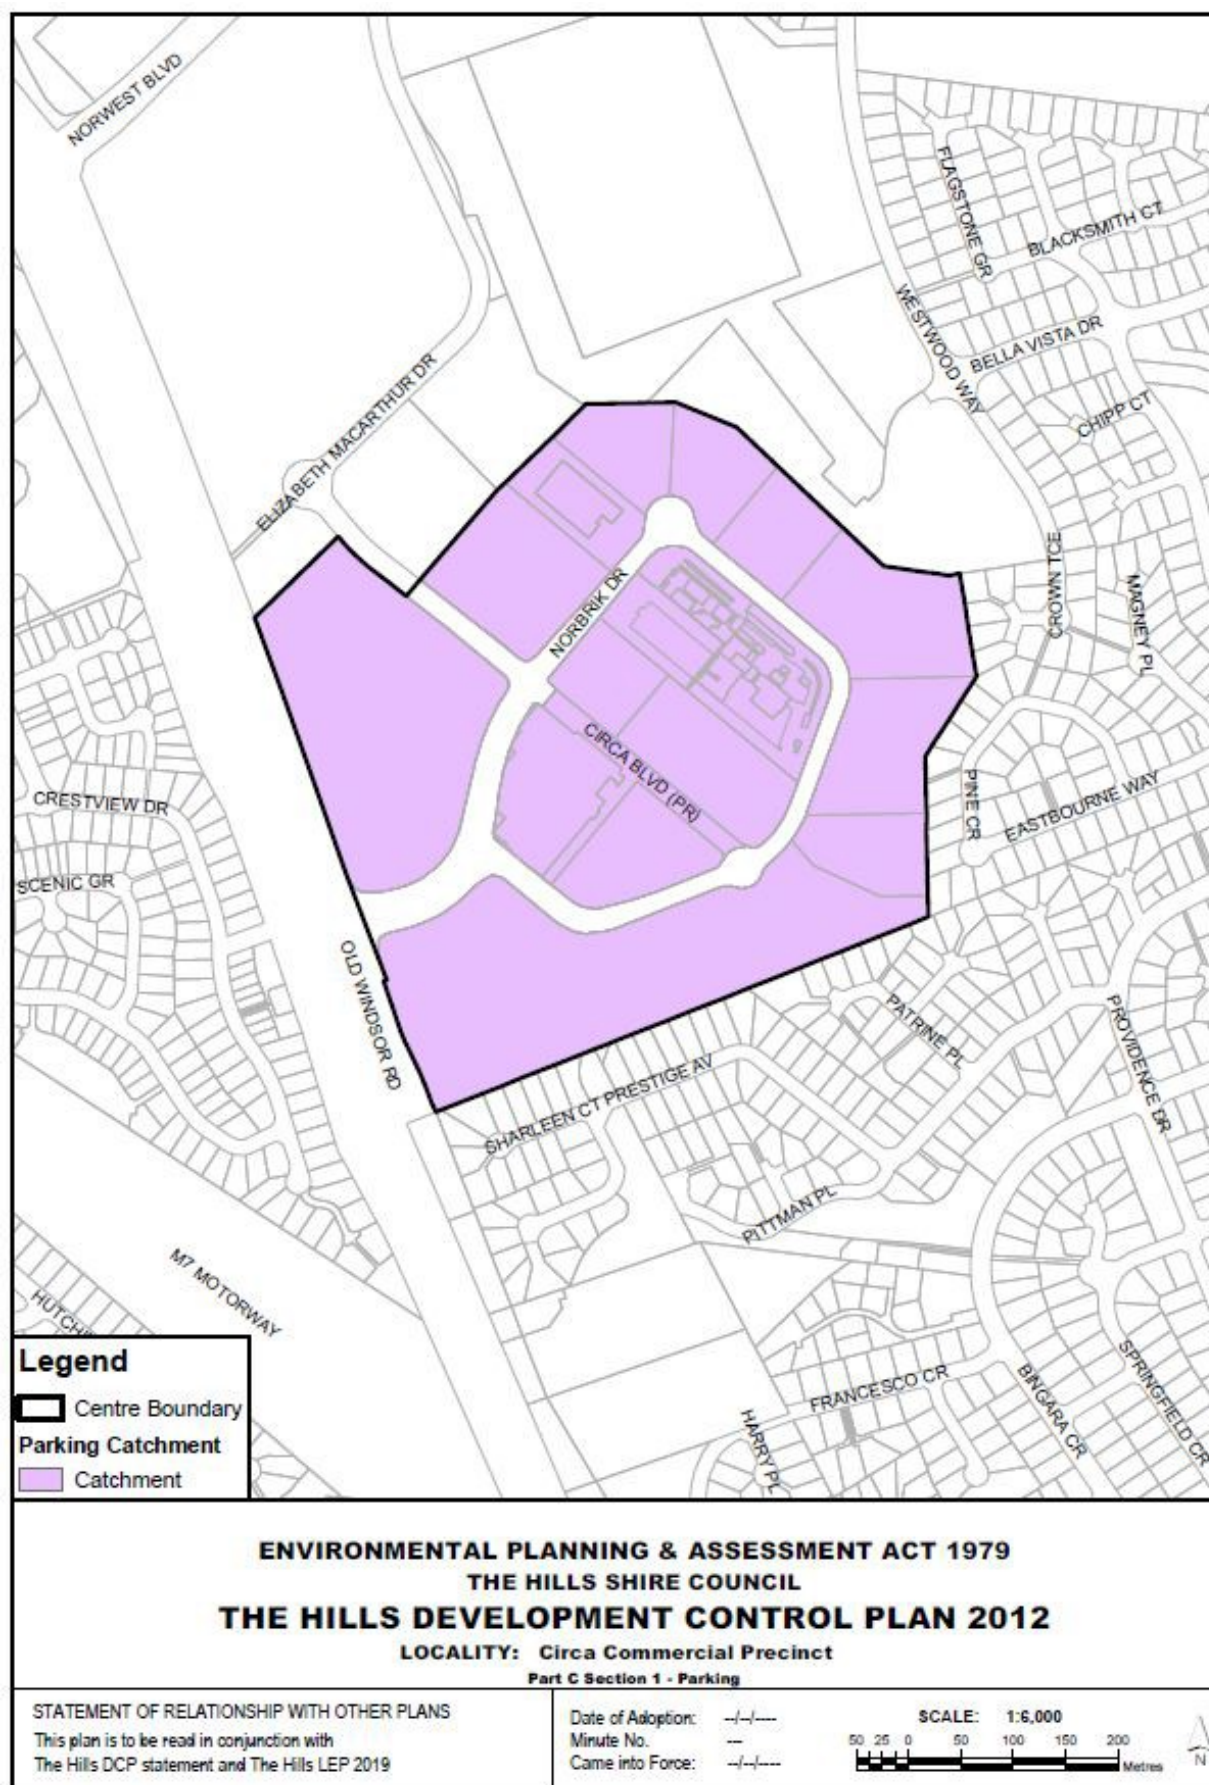 NORWEST BLVD
FLAGSTONE GR
BLACKSMITH CT
WESTWOOD WAY
BELLA VISTA DR
CHIPP CT
ELIZABETH MACARTHUR DR
CROWN TCE
MAGNEY PL
NORBRIK DR
CIRCA BLVD (PR)
PINE CR
EASTBOURNE WAY
CRESTVIEW DR
SCENIC GR
OLD WINDSOR RD
PATRINE PL
PROVIDENCE DR
SHARLEEN CT PRESTIGE AV
PITTMAN PL
M7 MOTORWAY
FRANCESCO CR
HARRY PL
BINGARA CR
SPRINGFIELD CR
Legend
Centre Boundary
Parking Catchment
Catchment
ENVIRONMENTAL PLANNING & ASSESSMENT ACT 1979
THE HILLS SHIRE COUNCIL
THE HILLS DEVELOPMENT CONTROL PLAN 2012
LOCALITY: Circa Commercial Precinct
Part C Section 1 - Parking
STATEMENT OF RELATIONSHIP WITH OTHER PLANS
This plan is to be read in conjunction with
The Hills DCP statement and The Hills LEP 2019
Date of Adoption: --/--/----
Minute No. ---
Came into Force: --/--/----
SCALE: 1:6,000
50 25 0 50 100 150 200
Metres
N